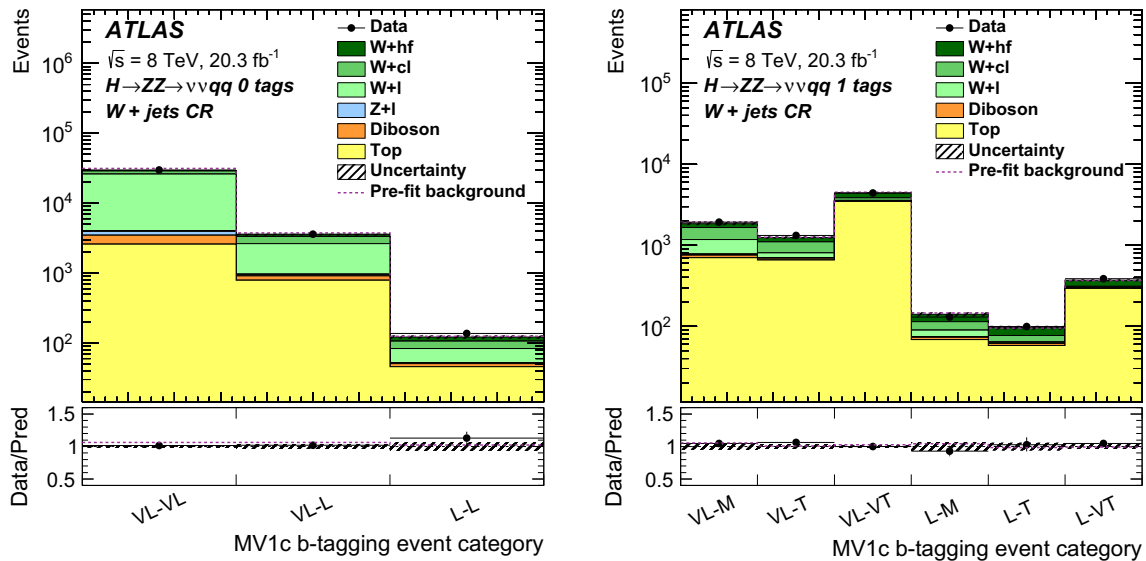 Events
10⁶
10⁵
10⁴
10³
10²
ATLAS
√s = 8 TeV, 20.3 fb⁻¹
H→ZZ→ννqq 0 tags
W + jets CR
Data
W+hf
W+cl
W+l
Z+l
Diboson
Top
Uncertainty
Pre-fit background
Data/Pred
1.5
1
0.5
VL-VL
VL-L
L-L
MV1c b-tagging event category
Events
10⁵
10⁴
10³
10²
ATLAS
√s = 8 TeV, 20.3 fb⁻¹
H→ZZ→ννqq 1 tags
W + jets CR
Data
W+hf
W+cl
W+l
Diboson
Top
Uncertainty
Pre-fit background
Data/Pred
1.5
1
0.5
VL-M
VL-T
VL-VT
L-M
L-T
L-VT
MV1c b-tagging event category